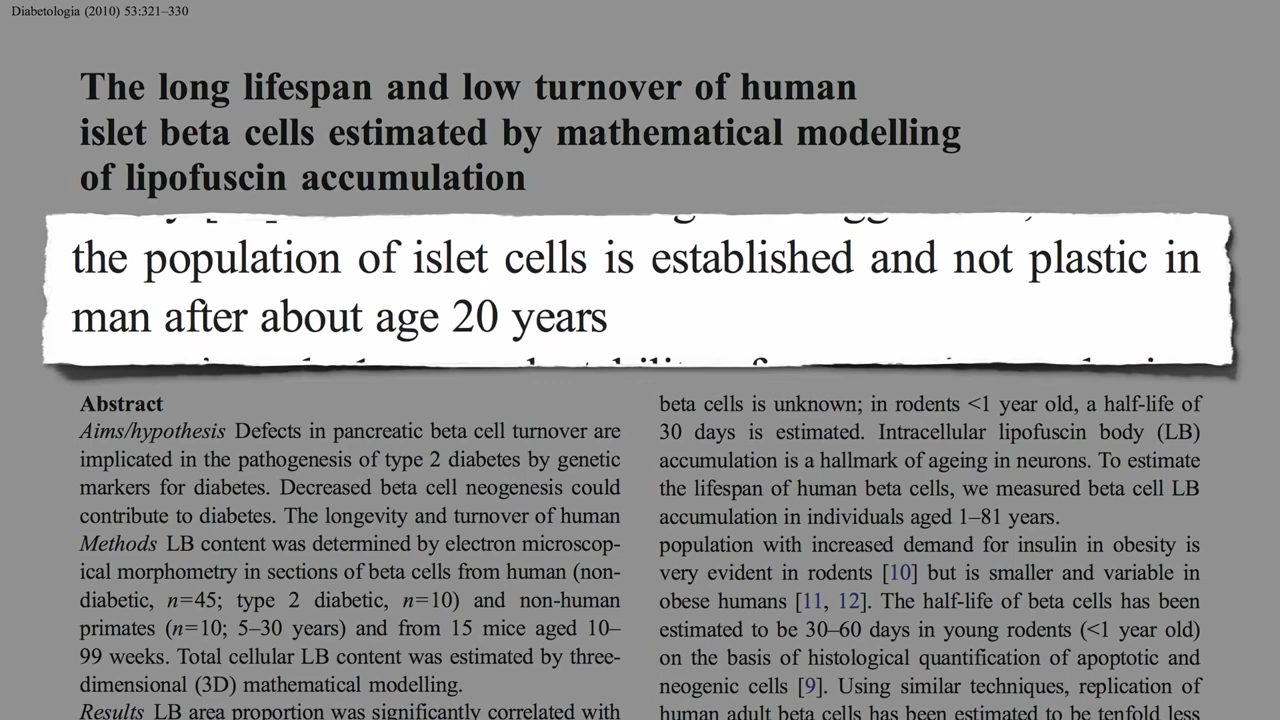 Diabetologia (2010) 53:321–330
The long lifespan and low turnover of human
islet beta cells estimated by mathematical modelling
of lipofuscin accumulation
the population of islet cells is established and not plastic in
man after about age 20 years
Abstract
Aims/hypothesis Defects in pancreatic beta cell turnover are
implicated in the pathogenesis of type 2 diabetes by genetic
markers for diabetes. Decreased beta cell neogenesis could
contribute to diabetes. The longevity and turnover of human
Methods LB content was determined by electron microscop-
ical morphometry in sections of beta cells from human (non-
diabetic, n=45; type 2 diabetic, n=10) and non-human
primates (n=10; 5–30 years) and from 15 mice aged 10–
99 weeks. Total cellular LB content was estimated by three-
dimensional (3D) mathematical modelling.
Results LB area proportion was significantly correlated with
beta cells is unknown; in rodents <1 year old, a half-life of
30 days is estimated. Intracellular lipofuscin body (LB)
accumulation is a hallmark of ageing in neurons. To estimate
the lifespan of human beta cells, we measured beta cell LB
accumulation in individuals aged 1–81 years.
population with increased demand for insulin in obesity is
very evident in rodents [10] but is smaller and variable in
obese humans [11, 12]. The half-life of beta cells has been
estimated to be 30–60 days in young rodents (<1 year old)
on the basis of histological quantification of apoptotic and
neogenic cells [9]. Using similar techniques, replication of
human adult beta cells has been estimated to be tenfold less